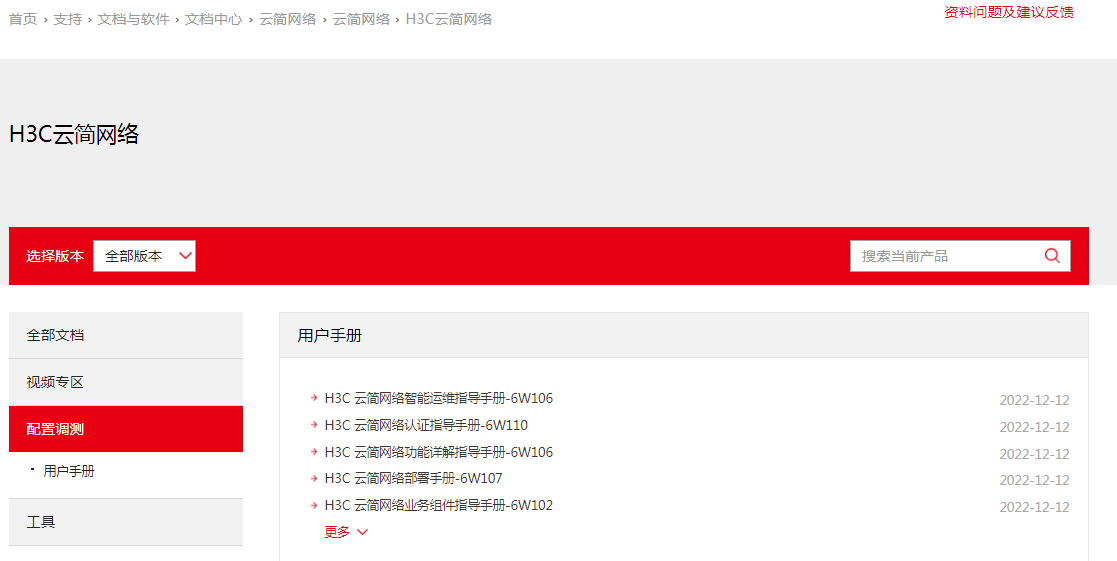 首页 › 支持 › 文档与软件 › 文档中心 › 云简网络 › 云简网络 › H3C云简网络
资料问题及建议反馈
H3C云简网络
选择版本 全部版本 搜索当前产品
全部文档
视频专区
配置调测
· 用户手册
工具
用户手册
H3C 云简网络智能运维指导手册-6W106 2022-12-12
H3C 云简网络认证指导手册-6W110 2022-12-12
H3C 云简网络功能详解指导手册-6W106 2022-12-12
H3C 云简网络部署手册-6W107 2022-12-12
H3C 云简网络业务组件指导手册-6W102 2022-12-12
更多